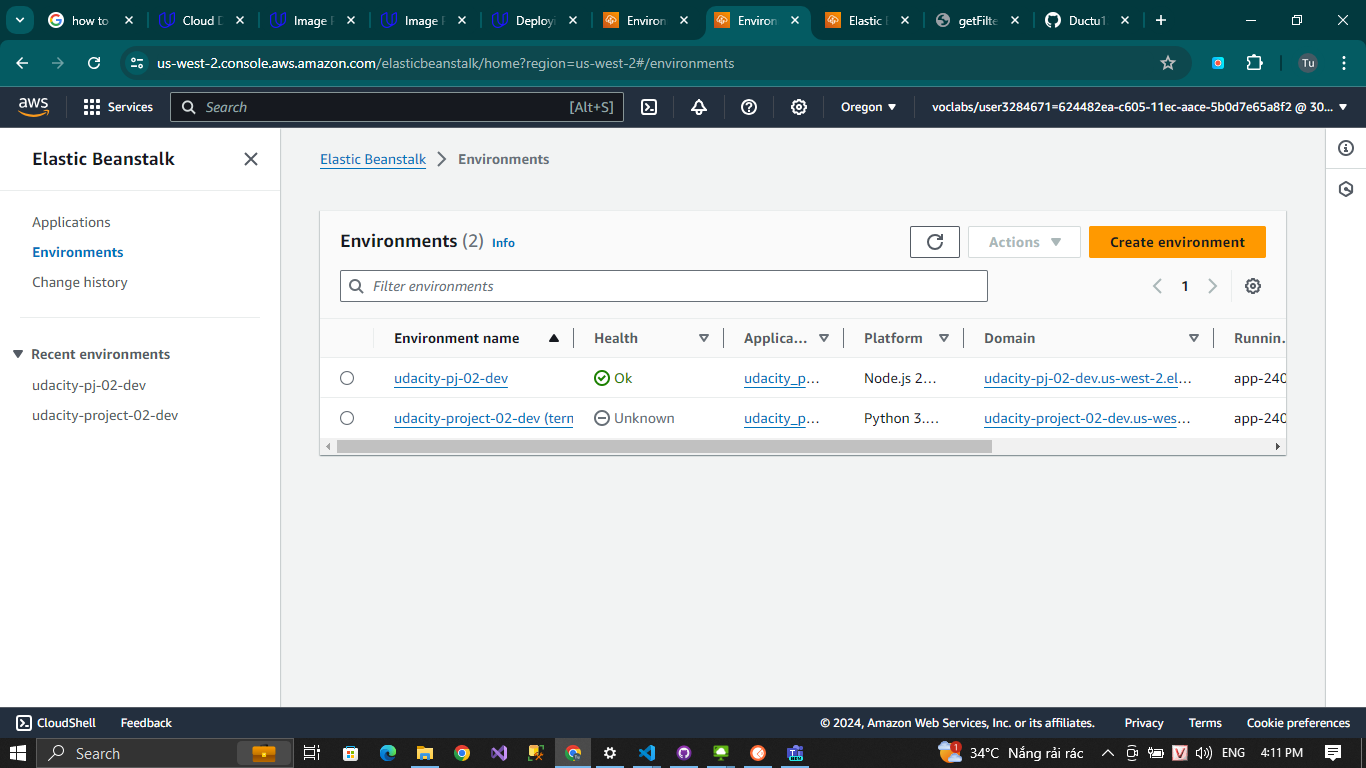 how to
Cloud D
Image P
Image P
Deployi
Environ
Environ
Elastic
getFilte
Ductu1
us-west-2.console.aws.amazon.com/elasticbeanstalk/home?region=us-west-2#/environments
Tu
aws
Services
Search
[Alt+S]
Oregon
voclabs/user3284671=624482ea-c605-11ec-aace-5b0d7e65a8f2 @ 30...
Elastic Beanstalk
Elastic Beanstalk
Environments
Applications
Environments
Change history
Recent environments
udacity-pj-02-dev
udacity-project-02-dev
Environments (2) Info
Actions
Create environment
Filter environments
1
Environment name
Health
Applica...
Platform
Domain
Runnin
udacity-pj-02-dev
Ok
udacity_p...
Node.js 2...
udacity-pj-02-dev.us-west-2.el...
app-240
udacity-project-02-dev (tern
Unknown
udacity_p...
Python 3....
udacity-project-02-dev.us-wes...
app-240
CloudShell
Feedback
© 2024, Amazon Web Services, Inc. or its affiliates.
Privacy
Terms
Cookie preferences
Search
1
34°C Nắng rải rác
V
ENG
4:11 PM